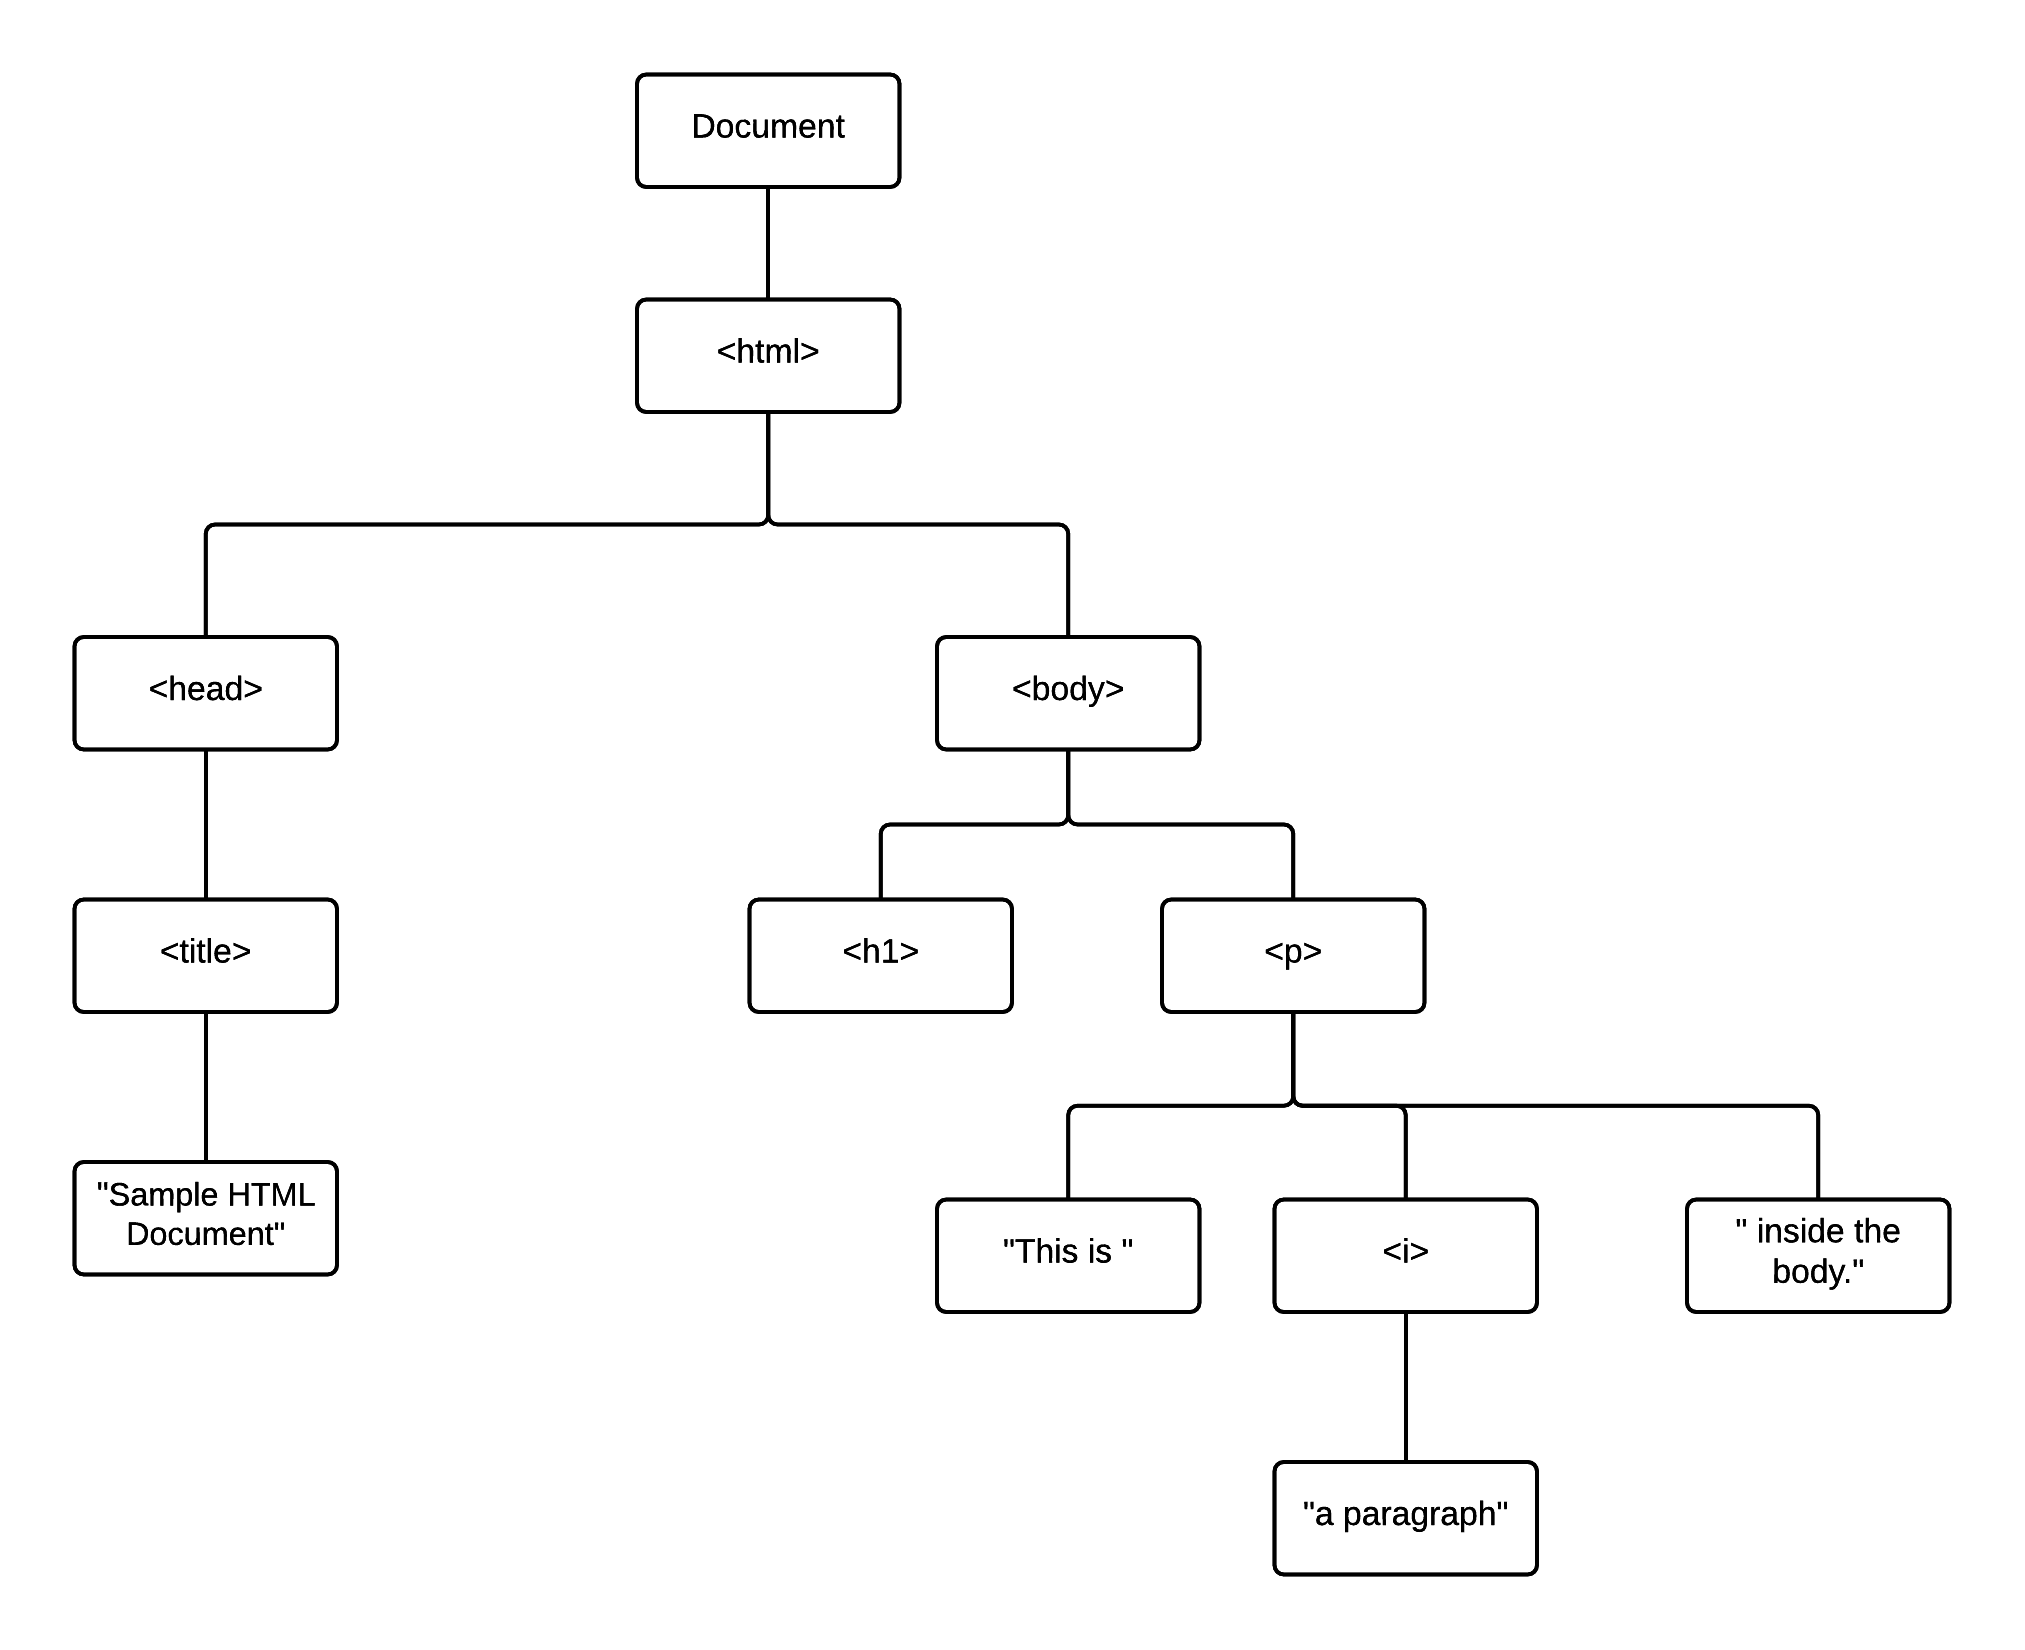 Document
<html>
<head>
<body>
<title>
<h1>
<p>
"Sample HTML
Document"
"This is "
<i>
" inside the
body."
"a paragraph"